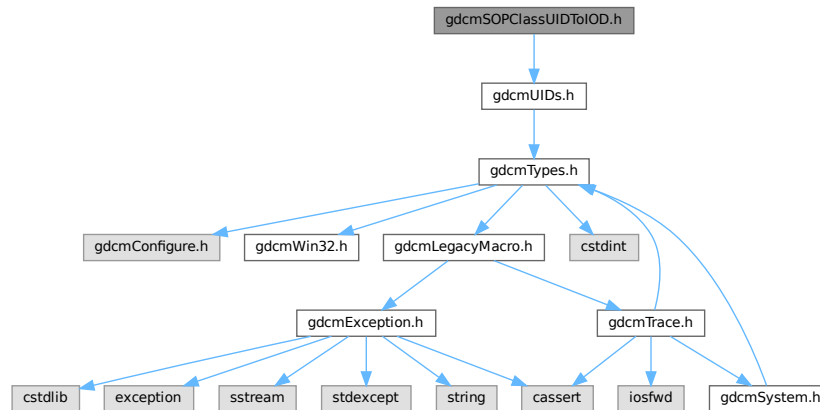 gdcmSOPClassUIDToIOD.h
gdcmUIDs.h
gdcmTypes.h
gdcmConfigure.h
gdcmWin32.h
gdcmLegacyMacro.h
cstdint
gdcmException.h
gdcmTrace.h
cstdlib
exception
sstream
stdexcept
string
cassert
iosfwd
gdcmSystem.h